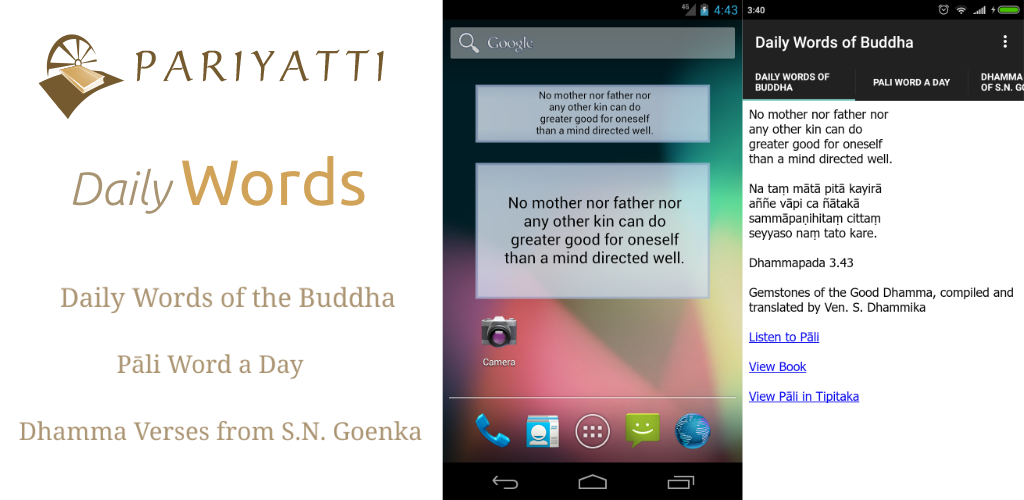 PARIYATTI
Daily Words
Daily Words of the Buddha
Pāli Word a Day
Dhamma Verses from S.N. Goenka
4G
4:43
Google
No mother nor father nor
any other kin can do
greater good for oneself
than a mind directed well.
No mother nor father nor
any other kin can do
greater good for oneself
than a mind directed well.
Camera
3:40
Daily Words of Buddha
DAILY WORDS OF
BUDDHA
PALI WORD A DAY
DHAMMA
OF S.N. GO
No mother nor father nor
any other kin can do
greater good for oneself
than a mind directed well.
Na taṃ mātā pitā kayirā
aññe vāpi ca ñātakā
sammāpaṇihitaṃ cittaṃ
seyyaso naṃ tato kare.
Dhammapada 3.43
Gemstones of the Good Dhamma, compiled and
translated by Ven. S. Dhammika
Listen to Pāli
View Book
View Pāli in Tipitaka